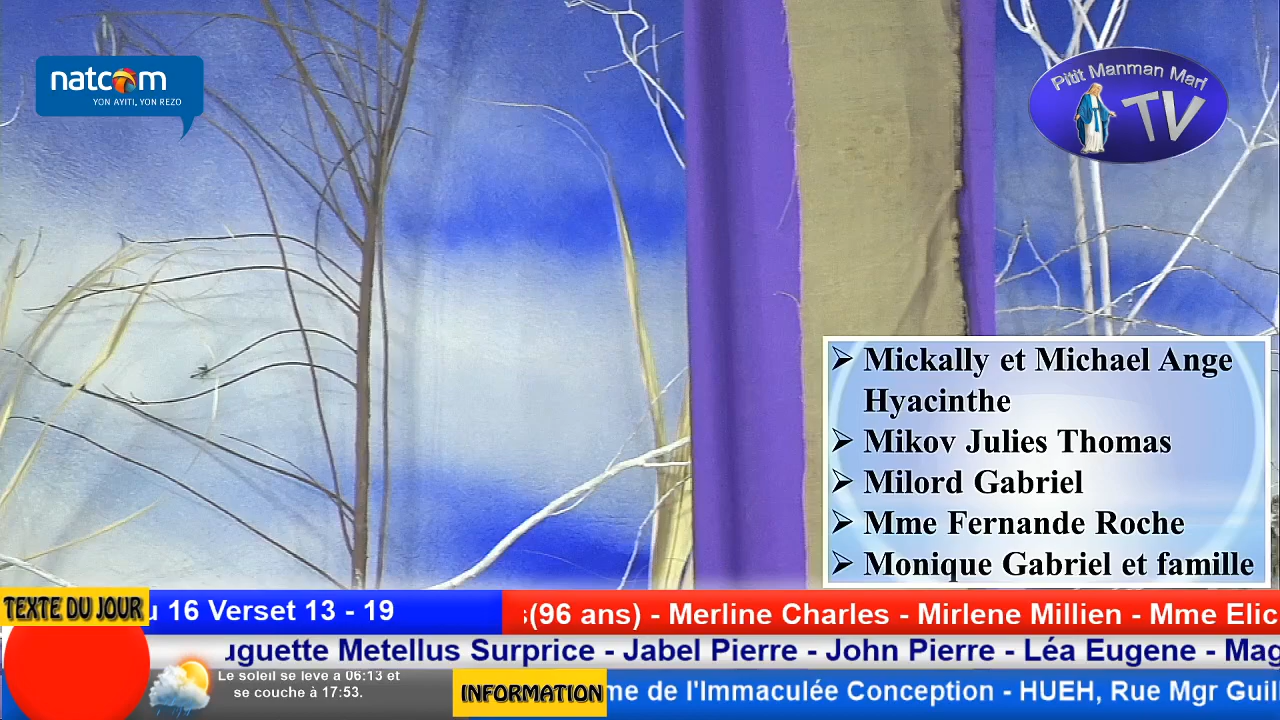 natcom
YON AYITI, YON REZO
Pitit Manman Mari
TV
➢ Mickally et Michael Ange
Hyacinthe
➢ Mikov Julies Thomas
➢ Milord Gabriel
➢ Mme Fernande Roche
➢ Monique Gabriel et famille
TEXTE DU JOUR
16 Verset 13 - 19
(96 ans) - Merline Charles - Mirlene Millien - Mme Elic
uguette Metellus Surprice - Jabel Pierre - John Pierre - Léa Eugene - Mag
Le soleil se lève à 06:13 et
se couche à 17:53.
INFORMATION
me de l'Immaculée Conception - HUEH, Rue Mgr Guil